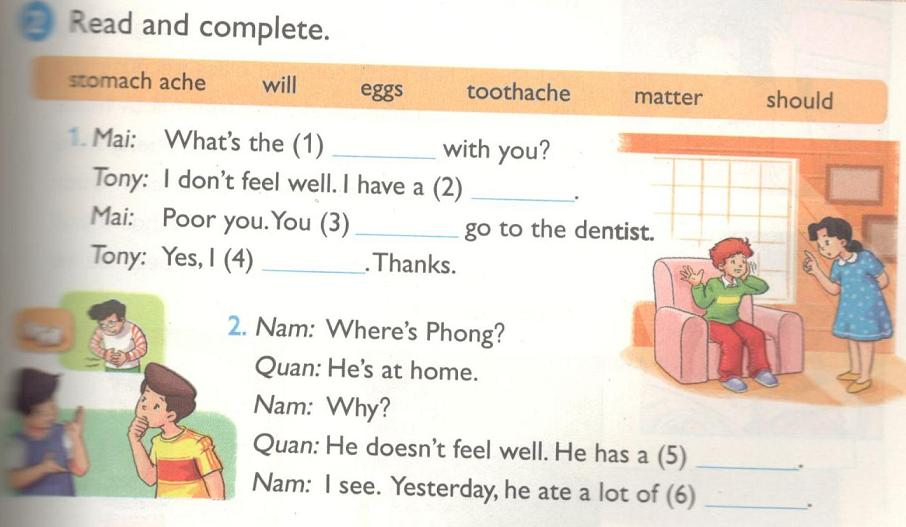 2 Read and complete.
stomach ache will eggs toothache matter should
1. Mai: What's the (1) ________ with you?
Tony: I don't feel well. I have a (2) ________.
Mai: Poor you. You (3) ________ go to the dentist.
Tony: Yes, I (4) ________. Thanks.
2. Nam: Where's Phong?
Quan: He's at home.
Nam: Why?
Quan: He doesn't feel well. He has a (5) ________.
Nam: I see. Yesterday, he ate a lot of (6) ________.